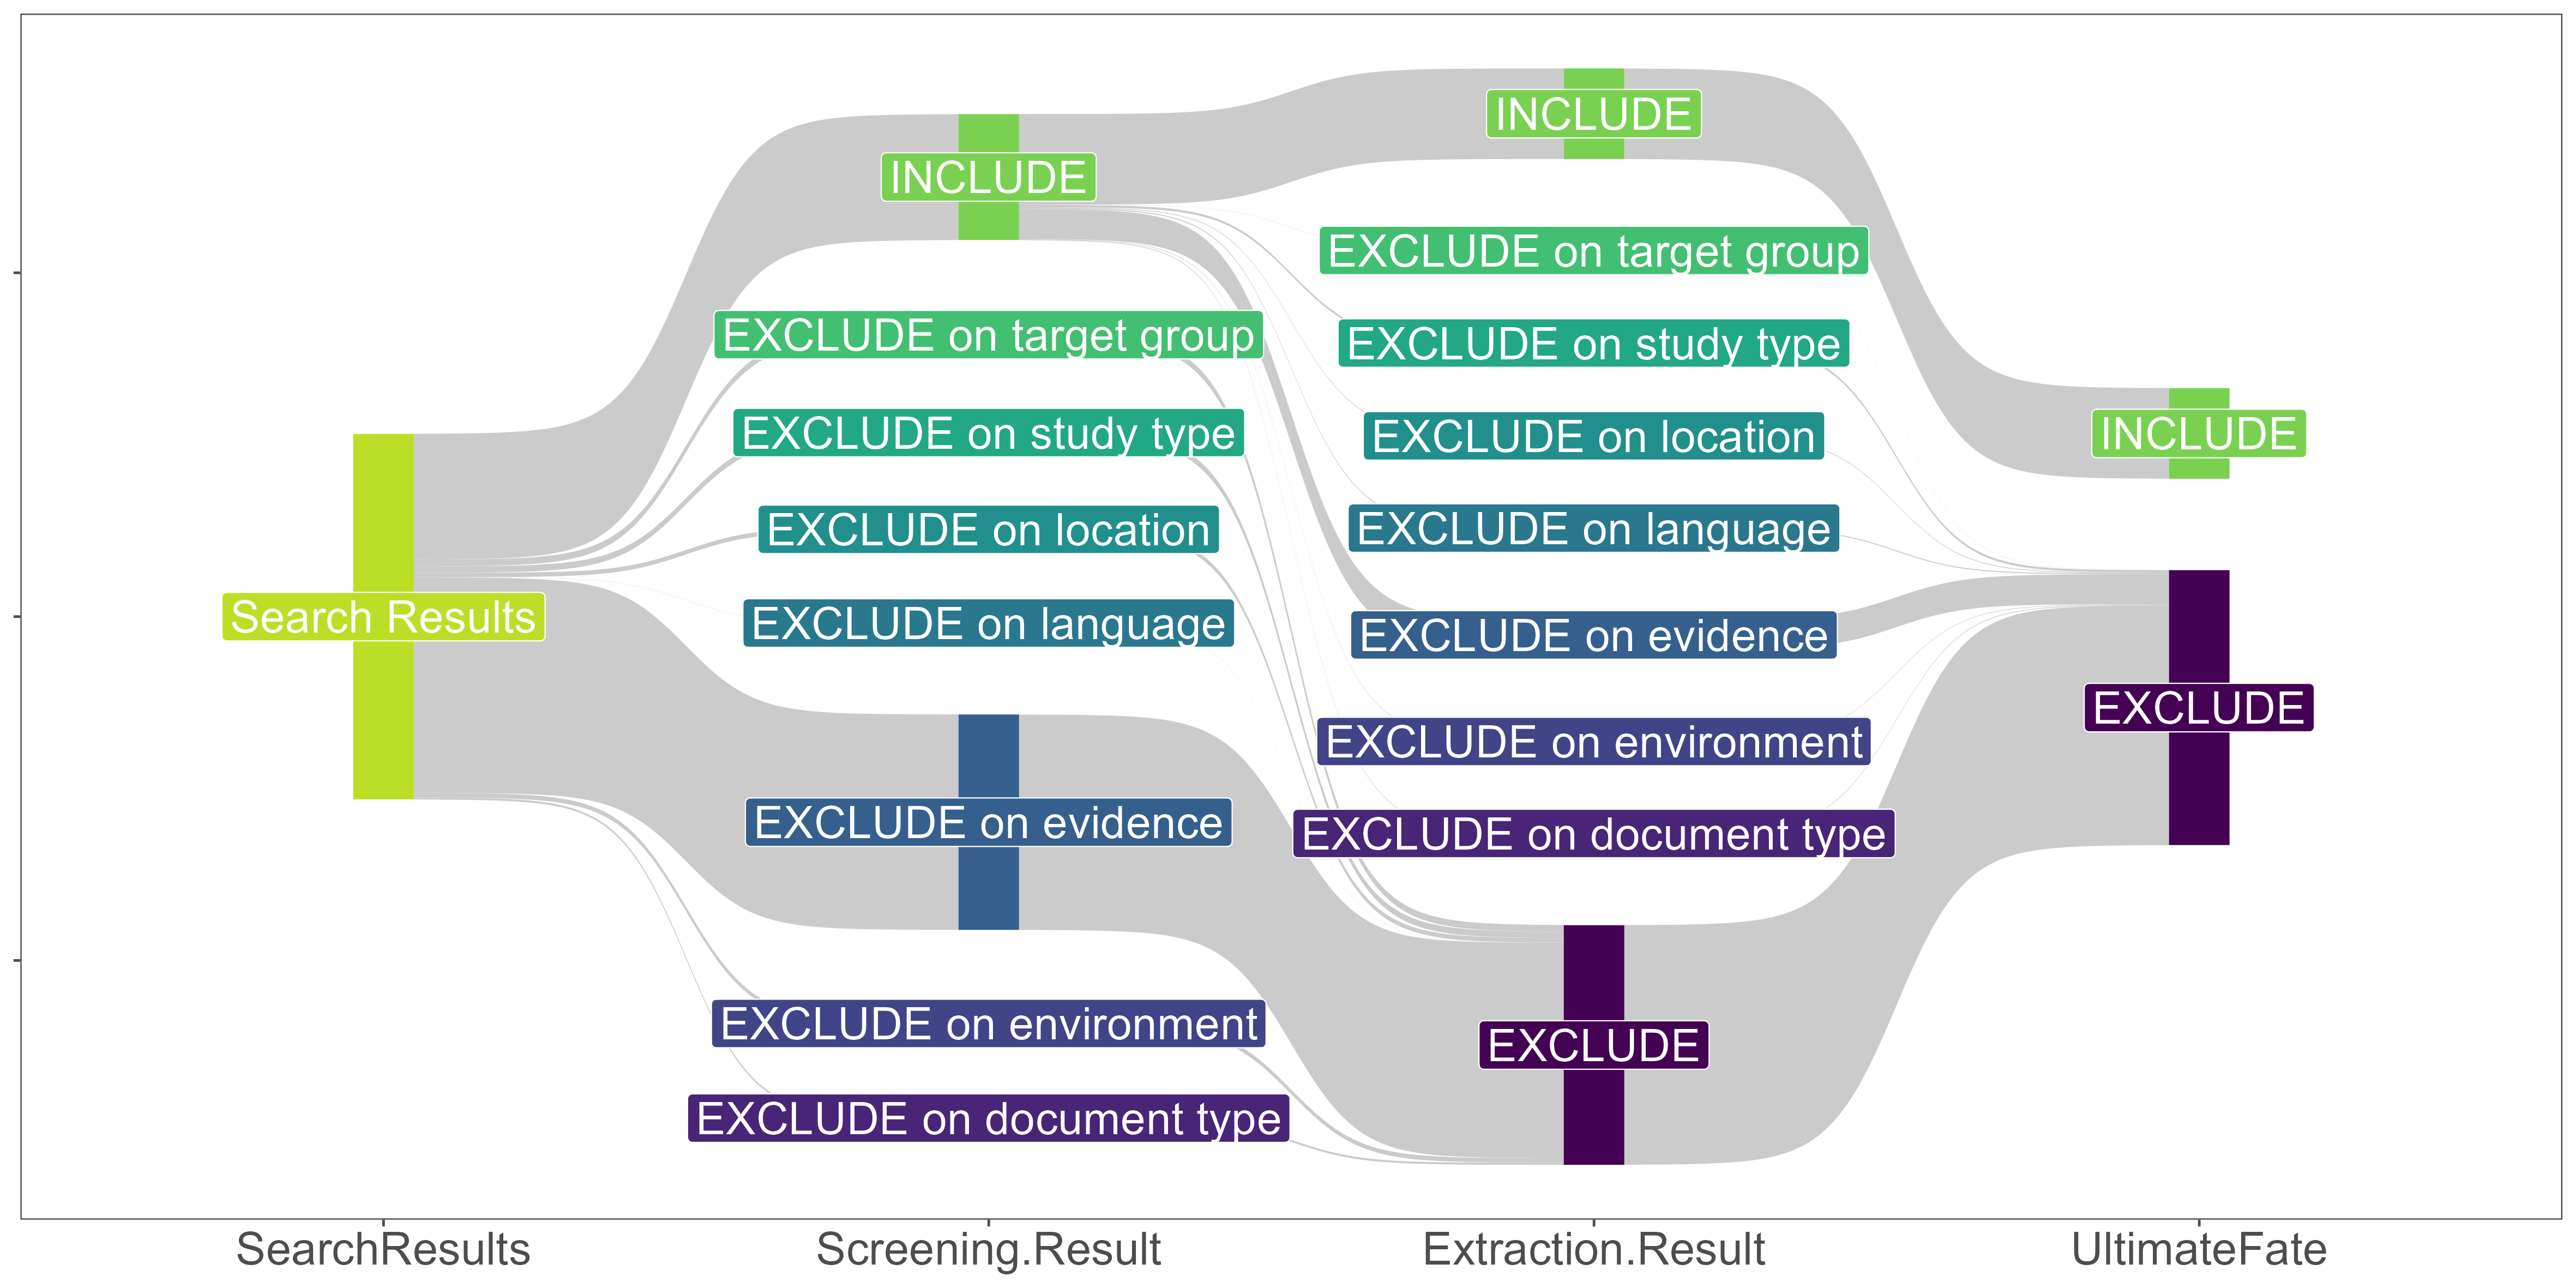 Search Results
INCLUDE
EXCLUDE on target group
EXCLUDE on study type
EXCLUDE on location
EXCLUDE on language
EXCLUDE on evidence
EXCLUDE on environment
EXCLUDE on document type
INCLUDE
EXCLUDE on target group
EXCLUDE on study type
EXCLUDE on location
EXCLUDE on language
EXCLUDE on evidence
EXCLUDE on environment
EXCLUDE on document type
EXCLUDE
INCLUDE
EXCLUDE
SearchResults
Screening.Result
Extraction.Result
UltimateFate